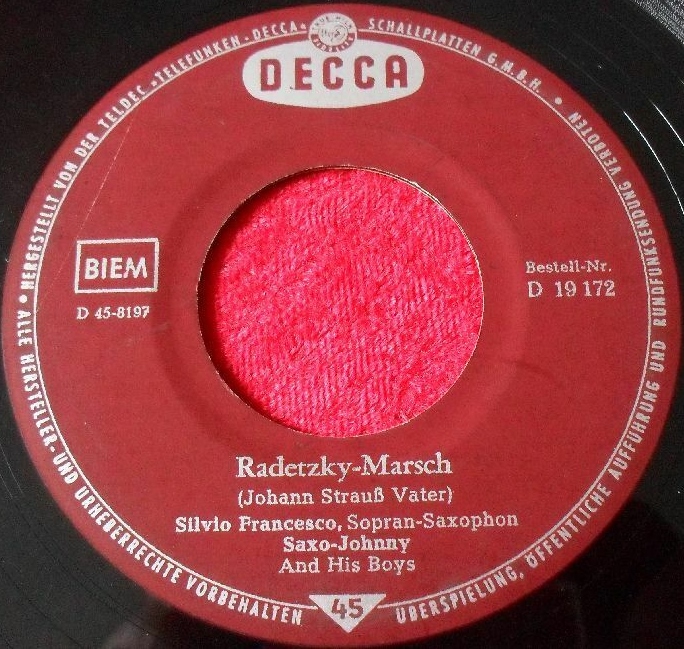 HERGESTELLT VON DER TELDEC »TELEFUNKEN - DECCA« SCHALLPLATTEN G.M.B.H. •
DECCA
BIEM
D 45-8197
Bestell-Nr.
D 19 172
Radetzky-Marsch
(Johann Strauß Vater)
Silvio Francesco, Sopran-Saxophon
Saxo-Johnny
And His Boys
• ALLE HERSTELLER- UND URHEBERRECHTE VORBEHALTEN
45
ÜBERSPIELUNG, ÖFFENTLICHE AUFFÜHRUNG UND RUNDFUNKSENDUNG VERBOTEN